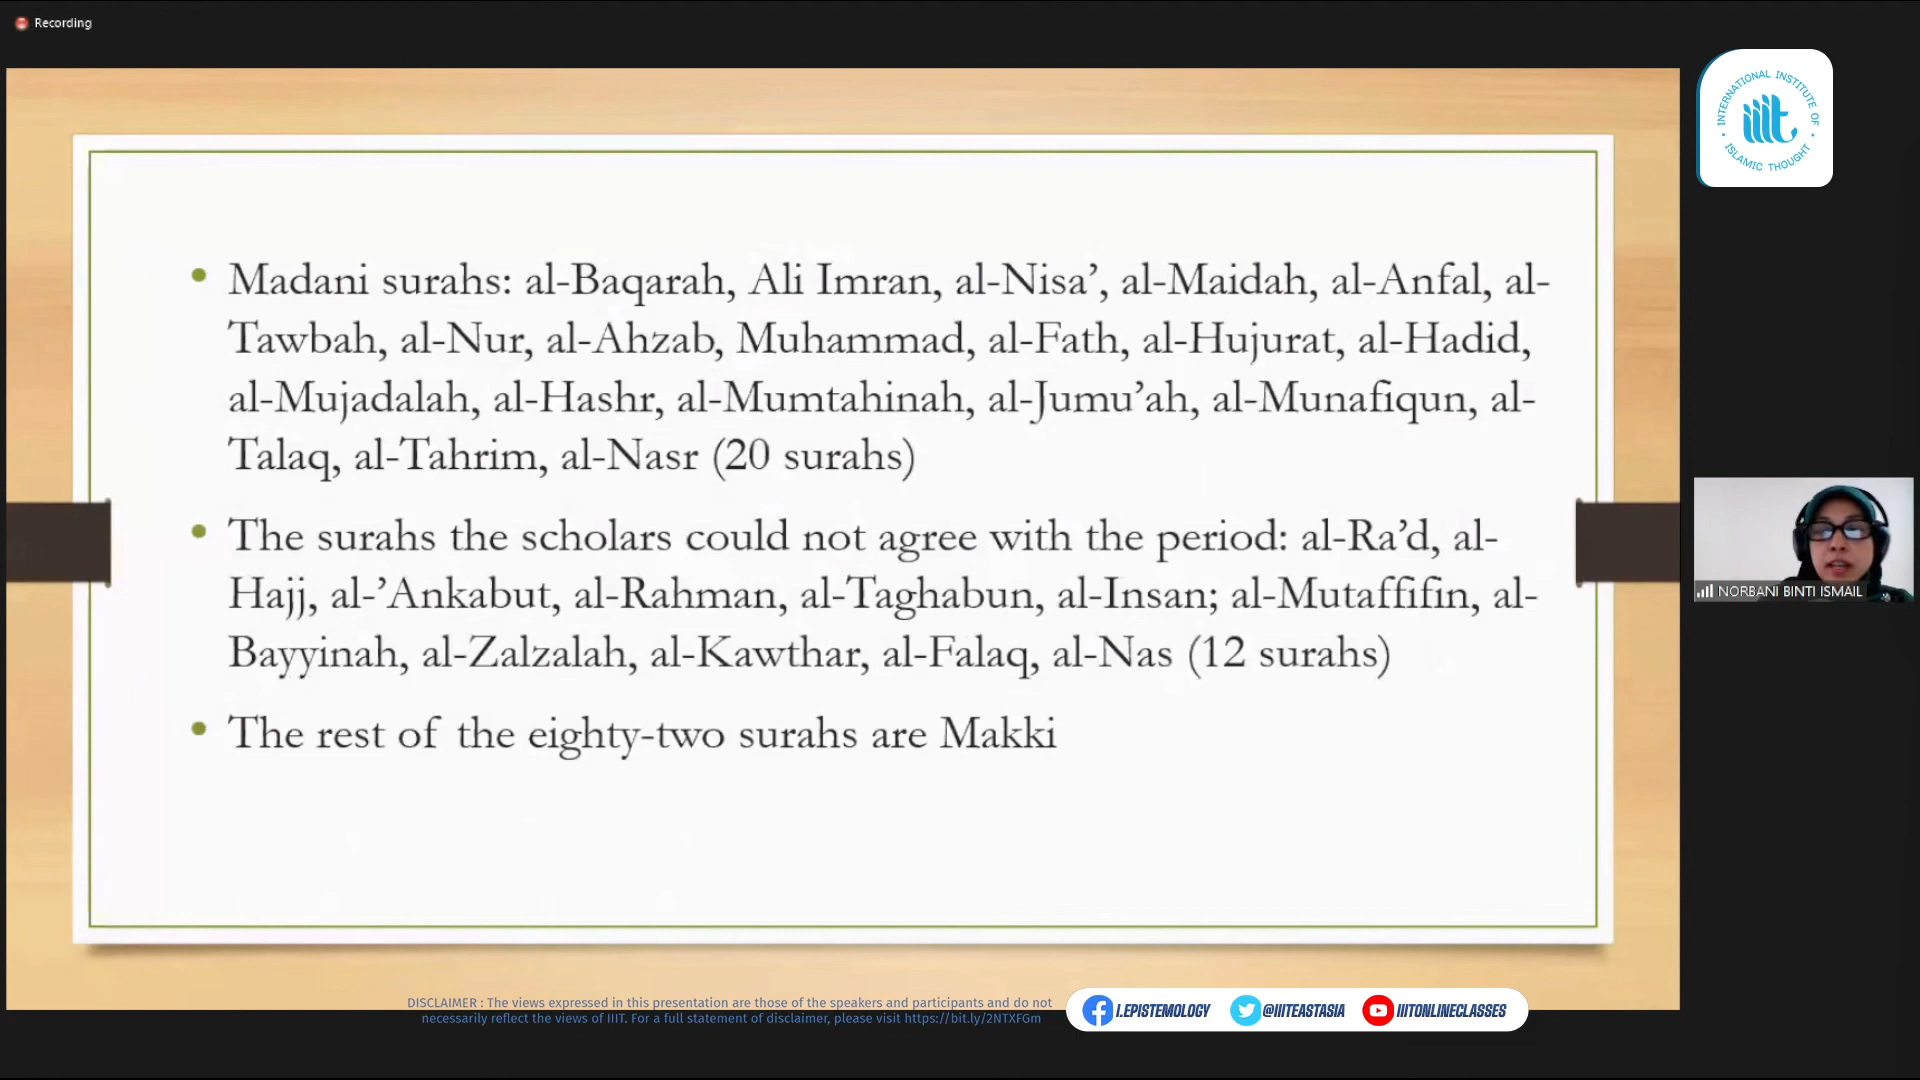 Recording
INTERNATIONAL INSTITUTE OF
iiit
ISLAMIC THOUGHT
• Madani surahs: al-Baqarah, Ali Imran, al-Nisa’, al-Maidah, al-Anfal, al-
Tawbah, al-Nur, al-Ahzab, Muhammad, al-Fath, al-Hujurat, al-Hadid,
al-Mujadalah, al-Hashr, al-Mumtahinah, al-Jumu’ah, al-Munafiqun, al-
Talaq, al-Tahrim, al-Nasr (20 surahs)
• The surahs the scholars could not agree with the period: al-Ra’d, al-
Hajj, al-’Ankabut, al-Rahman, al-Taghabun, al-Insan; al-Mutaffifin, al-
Bayyinah, al-Zalzalah, al-Kawthar, al-Falaq, al-Nas (12 surahs)
• The rest of the eighty-two surahs are Makki
NORBANI BINTI ISMAIL
DISCLAIMER : The views expressed in this presentation are those of the speakers and participants and do not
necessarily reflect the views of IIIT. For a full statement of disclaimer, please visit https://bit.ly/2NTXFGm
I.EPISTEMOLOGY @IIITEASTASIA IIITONLINECLASSES